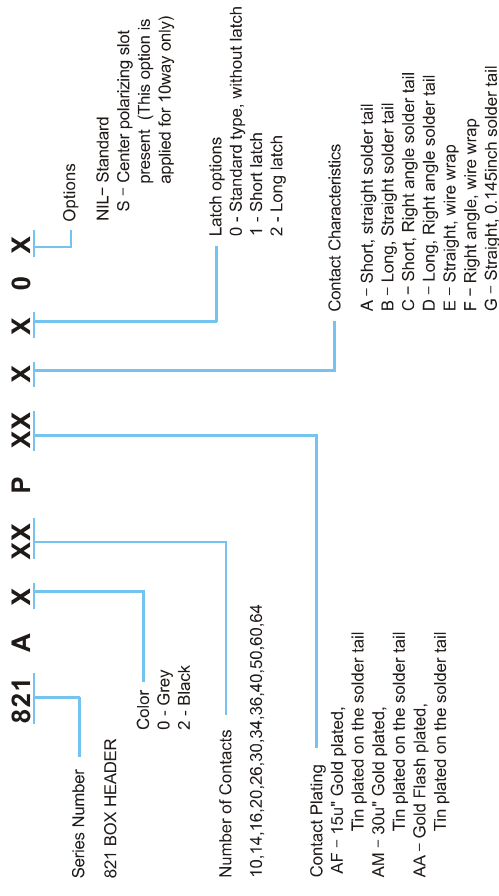 821 A X XX P XX X X 0 X
Series Number
821 BOX HEADER
Color
0 - Grey
2 - Black
Number of Contacts
10,14,16,20,26,30,34,36,40,50,60,64
Contact Plating
AF – 15u" Gold plated,
Tin plated on the solder tail
AM – 30u" Gold plated,
Tin plated on the solder tail
AA – Gold Flash plated,
Tin plated on the solder tail
Options
NIL– Standard
S – Center polarizing slot
present (This option is
applied for 10way only)
Latch options
0 - Standard type, without latch
1 - Short latch
2 - Long latch
Contact Characteristics
A – Short, straight solder tail
B – Long, Straight solder tail
C – Short, Right angle solder tail
D – Long, Right angle solder tail
E – Straight, wire wrap
F – Right angle, wire wrap
G – Straight, 0.145inch solder tail